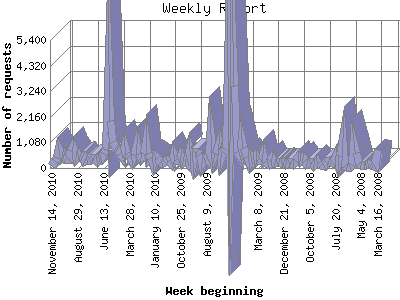 Weekly R ort
Number of requests
5,400
4,320
3,240
2,160
1,080
0
November 14, 2010
August 29, 2010
June 13, 2010
March 28, 2010
January 10, 2010
October 25, 2009
August 9, 2009
March 8, 2009
December 21, 2008
October 5, 2008
July 20, 2008
May 4, 2008
March 16, 2008
Week beginning